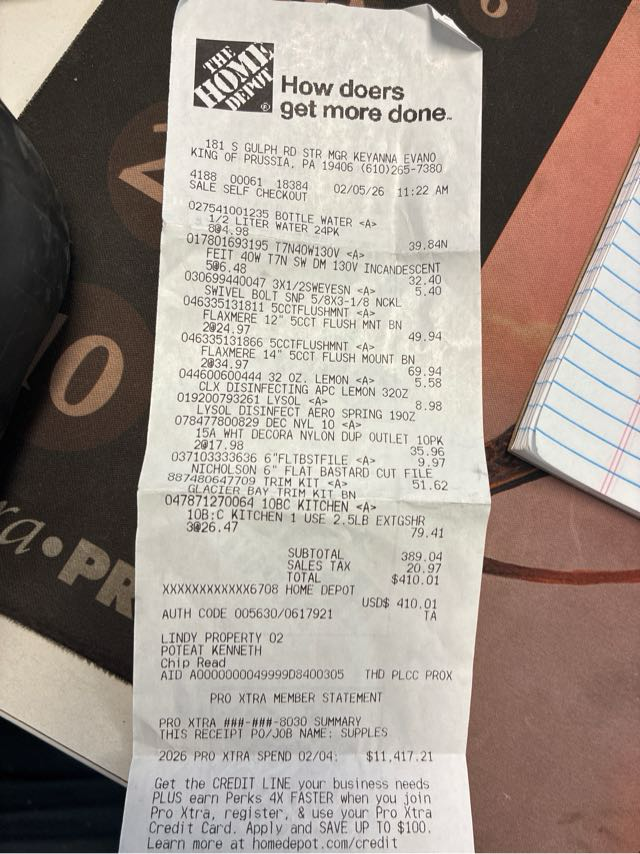 THE
HOME
DEPOT
®
How doers
get more done™
181 S GULPH RD STR MGR KEYANNA EVANO
KING OF PRUSSIA, PA 19406 (610)265-7380
4188 00061 18384 02/05/26 11:22 AM
SALE SELF CHECKOUT
027541001235 BOTTLE WATER <A>
1/2 LITER WATER 24PK
8@4.98 39.84N
017801693195 T7N40W130V <A>
FEIT 40W T7N SW DM 130V INCANDESCENT
5@6.48 32.40
030699440047 3X1/2SWEYESN <A> 5.40
SWIVEL BOLT SNP 5/8X3-1/8 NCKL
046335131811 5CCTFLUSHMNT <A>
FLAXMERE 12" 5CCT FLUSH MNT BN
2@24.97 49.94
046335131866 5CCTFLUSHMNT <A>
FLAXMERE 14" 5CCT FLUSH MOUNT BN
2@34.97 69.94
044600600444 32 OZ. LEMON <A> 5.58
CLX DISINFECTING APC LEMON 32OZ
019200793261 LYSOL <A> 8.98
LYSOL DISINFECT AERO SPRING 19OZ
078477800829 DEC NYL 10 <A>
15A WHT DECORA NYLON DUP OUTLET 10PK
2@17.98 35.96
037103333636 6"FLTBSTFILE <A> 9.97
NICHOLSON 6" FLAT BASTARD CUT FILE
887480647709 TRIM KIT <A> 51.62
GLACIER BAY TRIM KIT BN
047871270064 10BC KITCHEN <A>
10B:C KITCHEN 1 USE 2.5LB EXTGSHR
3@26.47 79.41
SUBTOTAL 389.04
SALES TAX 20.97
TOTAL $410.01
XXXXXXXXXXXX6708 HOME DEPOT
USD$ 410.01
AUTH CODE 005630/0617921 TA
LINDY PROPERTY 02
POTEAT KENNETH
Chip Read
AID A0000000049999D8400305 THD PLCC PROX
PRO XTRA MEMBER STATEMENT
PRO XTRA ###-###-8030 SUMMARY
THIS RECEIPT PO/JOB NAME: SUPPLES
2026 PRO XTRA SPEND 02/04: $11,417.21
Get the CREDIT LINE your business needs
PLUS earn Perks 4X FASTER when you join
Pro Xtra, register, & use your Pro Xtra
Credit Card. Apply and SAVE UP TO $100.
Learn more at homedepot.com/credit